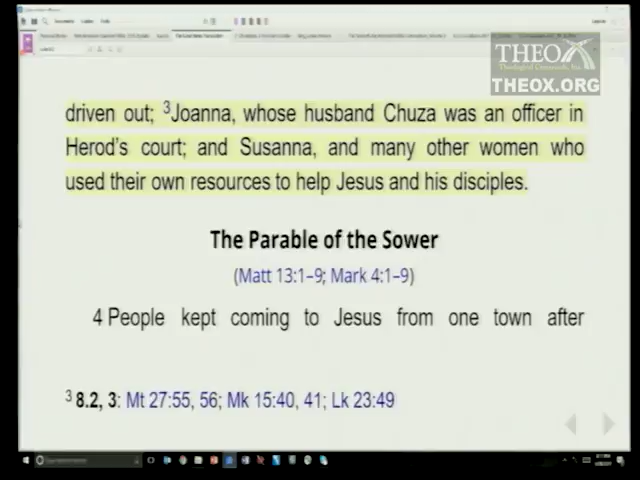 THEOX
THEOX.ORG
driven out; ³Joanna, whose husband Chuza was an officer in
Herod's court; and Susanna, and many other women who
used their own resources to help Jesus and his disciples.
The Parable of the Sower
(Matt 13:1–9; Mark 4:1–9)
4 People kept coming to Jesus from one town after
³ 8.2, 3: Mt 27:55, 56; Mk 15:40, 41; Lk 23:49